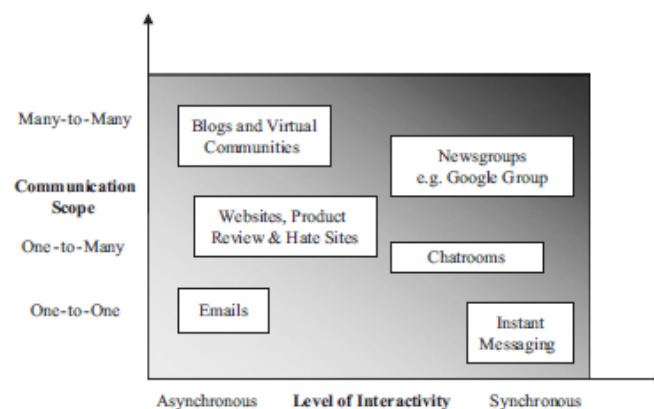 Many-to-Many
Blogs and Virtual
Communities
Newsgroups
e.g. Google Group
Communication
Scope
Websites, Product
Review & Hate Sites
One-to-Many
Chatrooms
One-to-One
Emails
Instant
Messaging
Asynchronous
Level of Interactivity
Synchronous